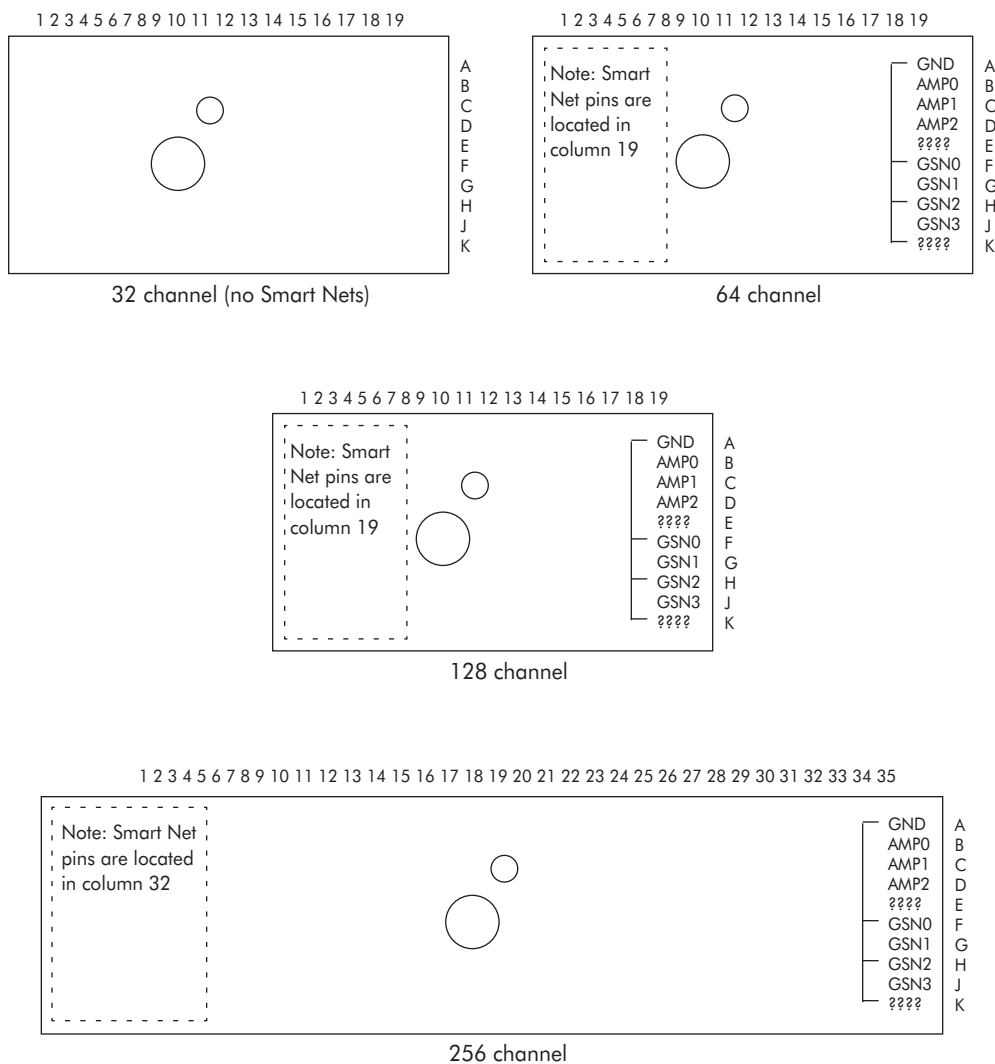 1 2 3 4 5 6 7 8 9 10 11 12 13 14 15 16 17 18 19
A
B
C
D
E
F
G
H
J
K
32 channel (no Smart Nets)
1 2 3 4 5 6 7 8 9 10 11 12 13 14 15 16 17 18 19
Note: Smart
Net pins are
located in
column 19
GND A
AMP0 B
AMP1 C
AMP2 D
???? E
GSN0 F
GSN1 G
GSN2 H
GSN3 J
???? K
64 channel
1 2 3 4 5 6 7 8 9 10 11 12 13 14 15 16 17 18 19
Note: Smart
Net pins are
located in
column 19
GND A
AMP0 B
AMP1 C
AMP2 D
???? E
GSN0 F
GSN1 G
GSN2 H
GSN3 J
???? K
128 channel
1 2 3 4 5 6 7 8 9 10 11 12 13 14 15 16 17 18 19 20 21 22 23 24 25 26 27 28 29 30 31 32 33 34 35
Note: Smart Net
pins are located
in column 32
GND A
AMP0 B
AMP1 C
AMP2 D
???? E
GSN0 F
GSN1 G
GSN2 H
GSN3 J
???? K
256 channel